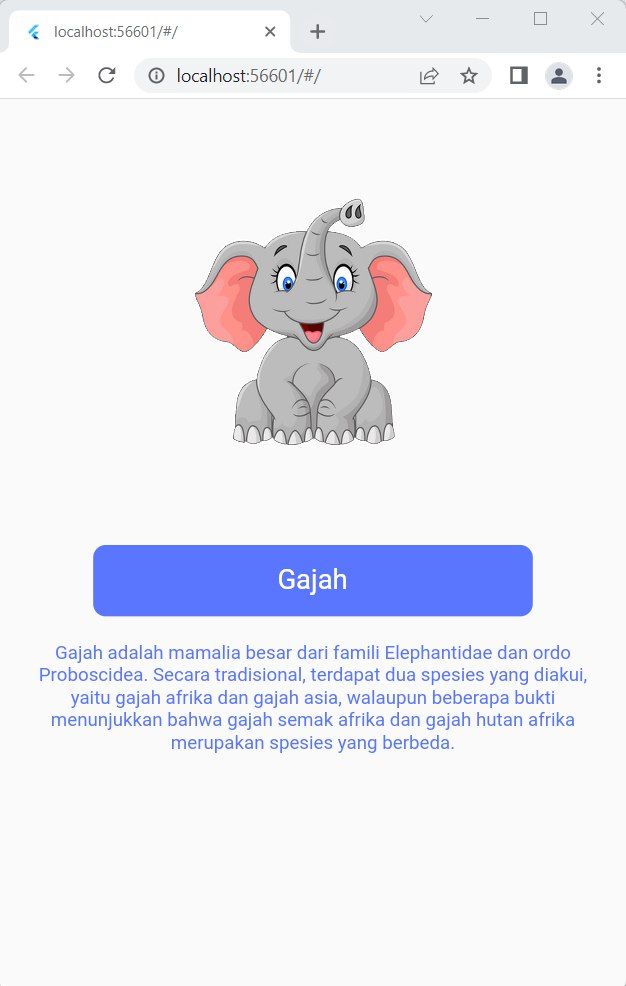 localhost:56601/#/
localhost:56601/#/
Gajah
Gajah adalah mamalia besar dari famili Elephantidae dan ordo
Proboscidea. Secara tradisional, terdapat dua spesies yang diakui,
yaitu gajah afrika dan gajah asia, walaupun beberapa bukti
menunjukkan bahwa gajah semak afrika dan gajah hutan afrika
merupakan spesies yang berbeda.